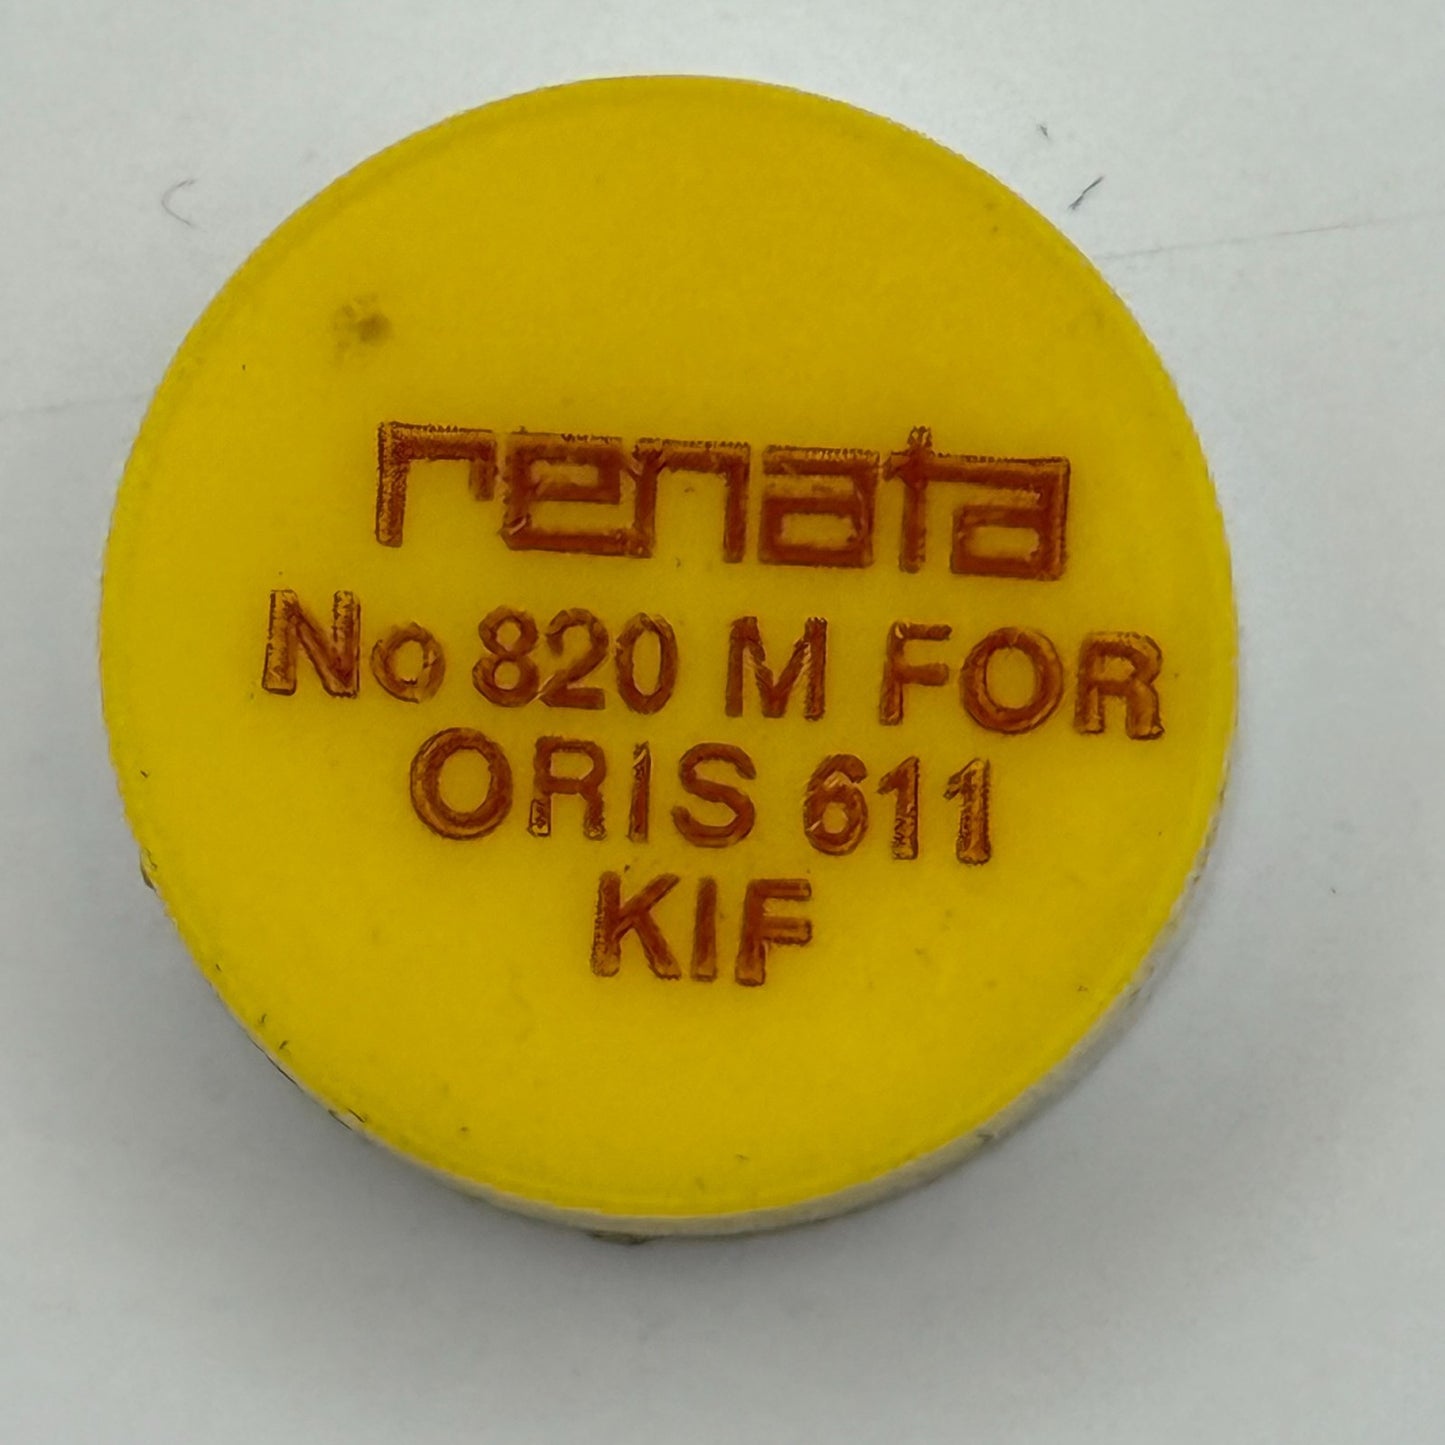 renata
No 820 M FOR
ORIS 611
KIF